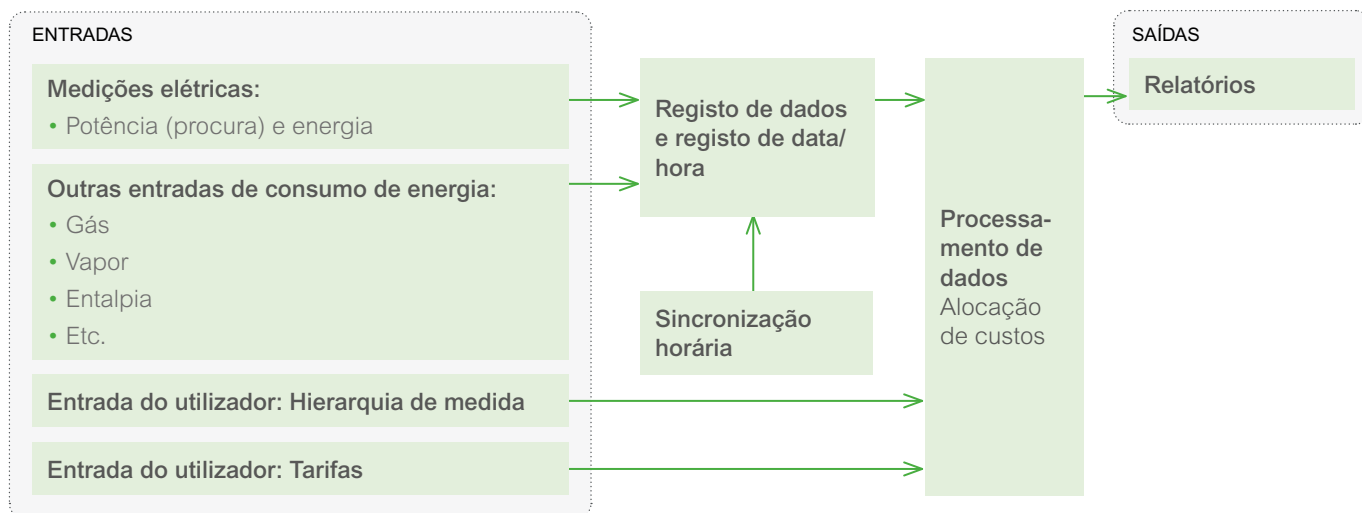 ENTRADAS
Medições elétricas:
• Potência (procura) e energia
Outras entradas de consumo de energia:
• Gás
• Vapor
• Entalpia
• Etc.
Entrada do utilizador: Hierarquia de medida
Entrada do utilizador: Tarifas
Registo de dados
e registo de data/
hora
Sincronização
horária
Processa-
mento de
dados
Alocação
de custos
SAÍDAS
Relatórios